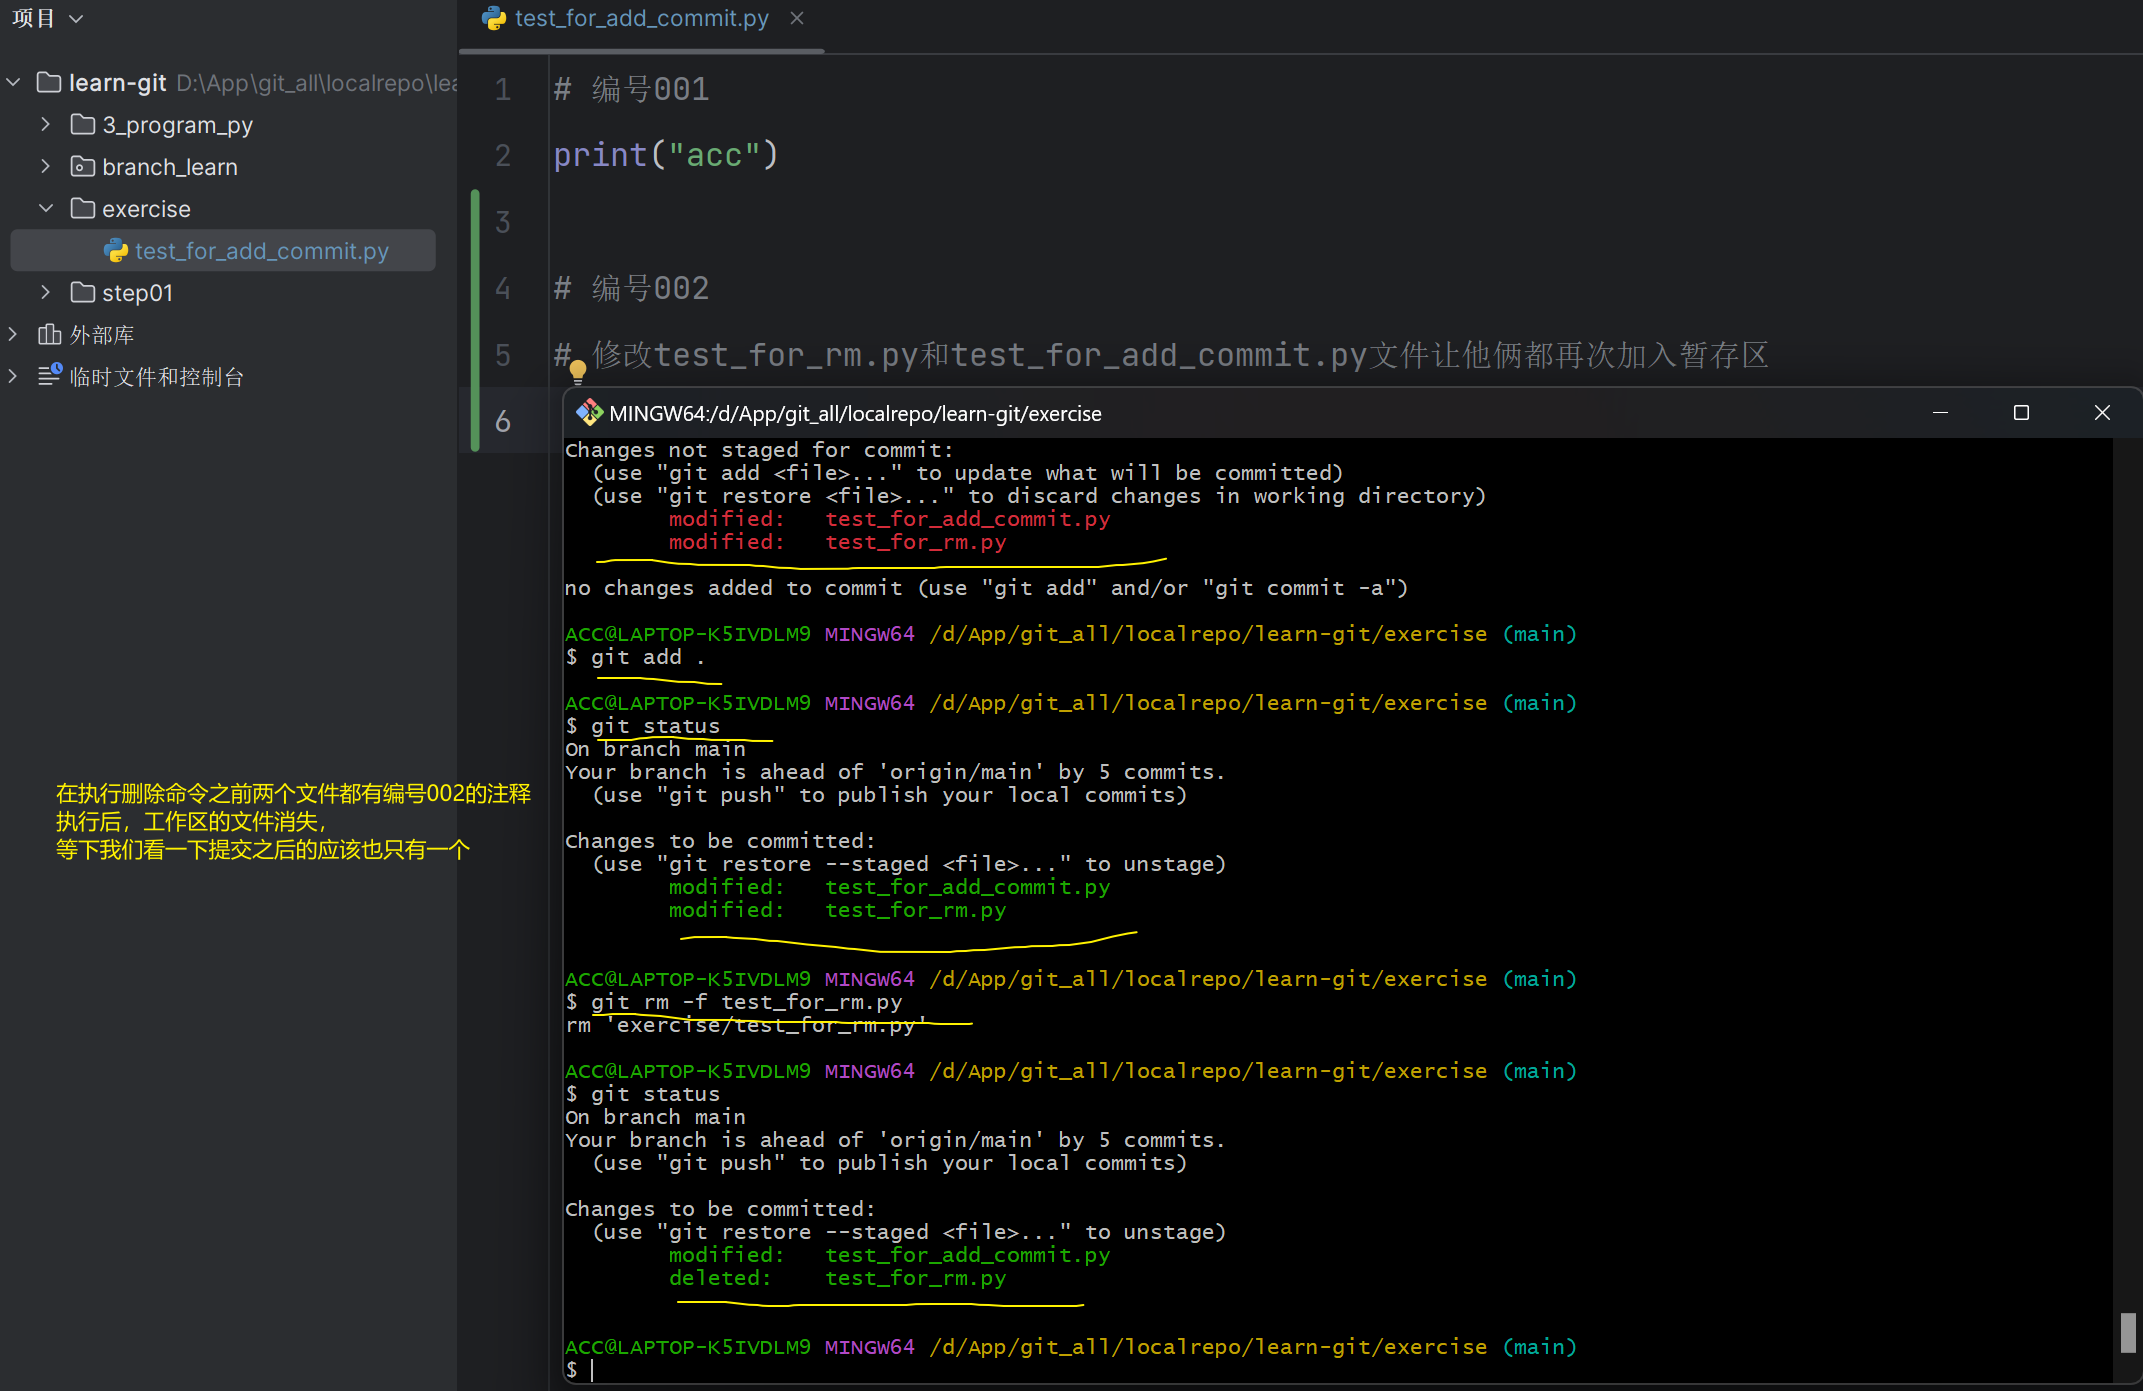 项目
test_for_add_commit.py
learn-git D:\App\git_all\localrepo\lea
3_program_py
branch_learn
exercise
test_for_add_commit.py
step01
外部库
临时文件和控制台
1 # 编号001
2 print("acc")
3
4 # 编号002
5 # 修改test_for_rm.py和test_for_add_commit.py文件让他俩都再次加入暂存区
6
在执行删除命令之前两个文件都有编号002的注释
执行后，工作区的文件消失，
等下我们看一下提交之后的应该也只有一个
MINGW64:/d/App/git_all/localrepo/learn-git/exercise
Changes not staged for commit:
(use "git add <file>..." to update what will be committed)
(use "git restore <file>..." to discard changes in working directory)
modified: test_for_add_commit.py
modified: test_for_rm.py
no changes added to commit (use "git add" and/or "git commit -a")
ACC@LAPTOP-K5IVDLM9 MINGW64 /d/App/git_all/localrepo/learn-git/exercise (main)
$ git add .
ACC@LAPTOP-K5IVDLM9 MINGW64 /d/App/git_all/localrepo/learn-git/exercise (main)
$ git status
On branch main
Your branch is ahead of 'origin/main' by 5 commits.
(use "git push" to publish your local commits)
Changes to be committed:
(use "git restore --staged <file>..." to unstage)
modified: test_for_add_commit.py
modified: test_for_rm.py
ACC@LAPTOP-K5IVDLM9 MINGW64 /d/App/git_all/localrepo/learn-git/exercise (main)
$ git rm -f test_for_rm.py
rm 'exercise/test_for_rm.py'
ACC@LAPTOP-K5IVDLM9 MINGW64 /d/App/git_all/localrepo/learn-git/exercise (main)
$ git status
On branch main
Your branch is ahead of 'origin/main' by 5 commits.
(use "git push" to publish your local commits)
Changes to be committed:
(use "git restore --staged <file>..." to unstage)
modified: test_for_add_commit.py
deleted: test_for_rm.py
ACC@LAPTOP-K5IVDLM9 MINGW64 /d/App/git_all/localrepo/learn-git/exercise (main)
$